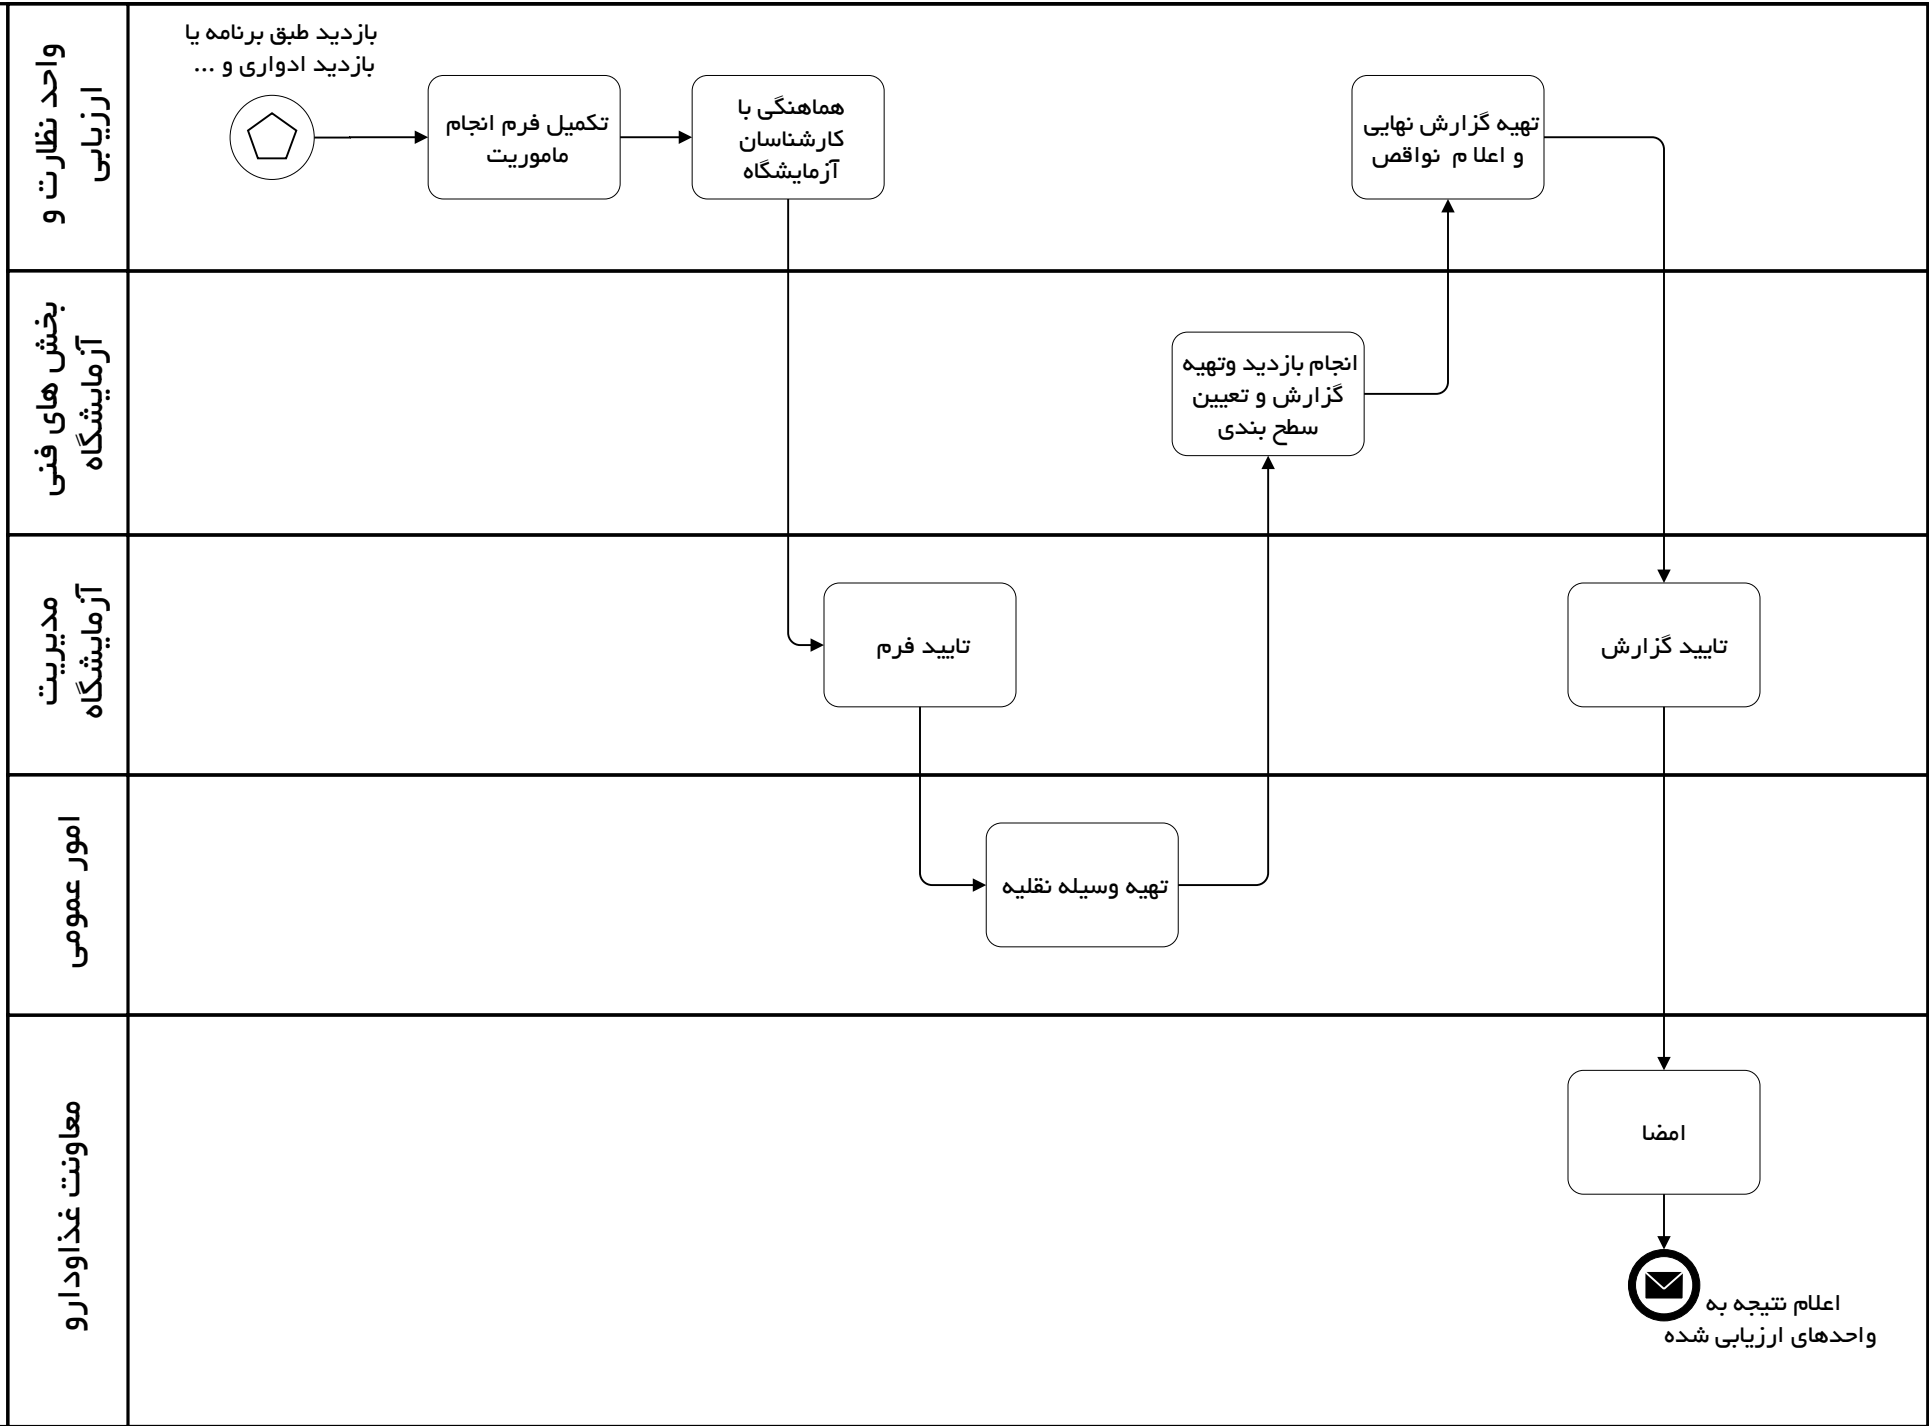 واحد نظارت و
ارزیابی
بازدید طبق برنامه یا
بازدید ادواری و ...
تکمیل فرم انجام
ماموریت
هماهنگی با
کارشناسان
آزمایشگاه
تهیه گزارش نهایی
و اعلا م نواقص
بخش های فنی
آزمایشگاه
انجام بازدید وتهیه
گزارش و تعیین
سطح بندی
مدیریت
آزمایشگاه
تایید فرم
تایید گزارش
امور عمومی
تهیه وسیله نقلیه
معاونت غذاودارو
امضا
اعلام نتیجه به
واحدهای ارزیابی شده